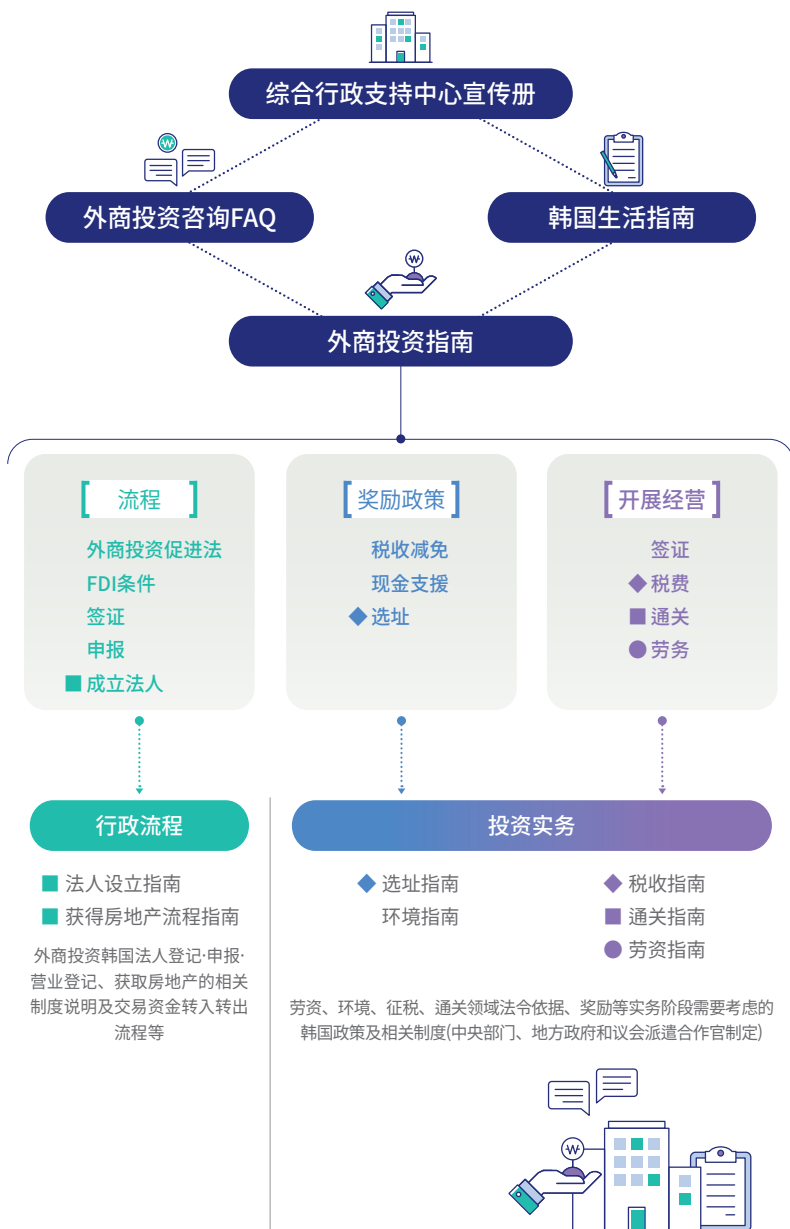 综合行政支持中心宣传册
外商投资咨询FAQ
韩国生活指南
外商投资指南
流程
外商投资促进法
FDI条件
签证
申报
成立法人
奖励政策
税收减免
现金支援
选址
开展经营
签证
税费
通关
劳务
行政流程
法人设立指南
获得房地产流程指南
外商投资韩国法人登记·申报·
营业登记、获取房地产的相关
制度说明及交易资金转入转出
流程等
投资实务
选址指南
环境指南
税收指南
通关指南
劳资指南
劳资、环境、征税、通关领域法令依据、奖励等实务阶段需要考虑的
韩国政策及相关制度(中央部门、地方政府和议会派遣合作官制定)